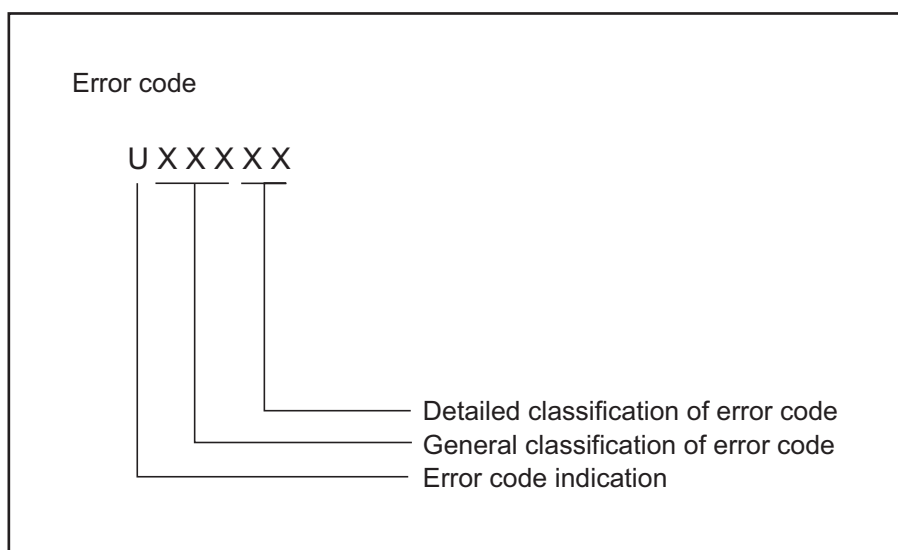 Error code
U X X X X X
Detailed classification of error code
General classification of error code
Error code indication